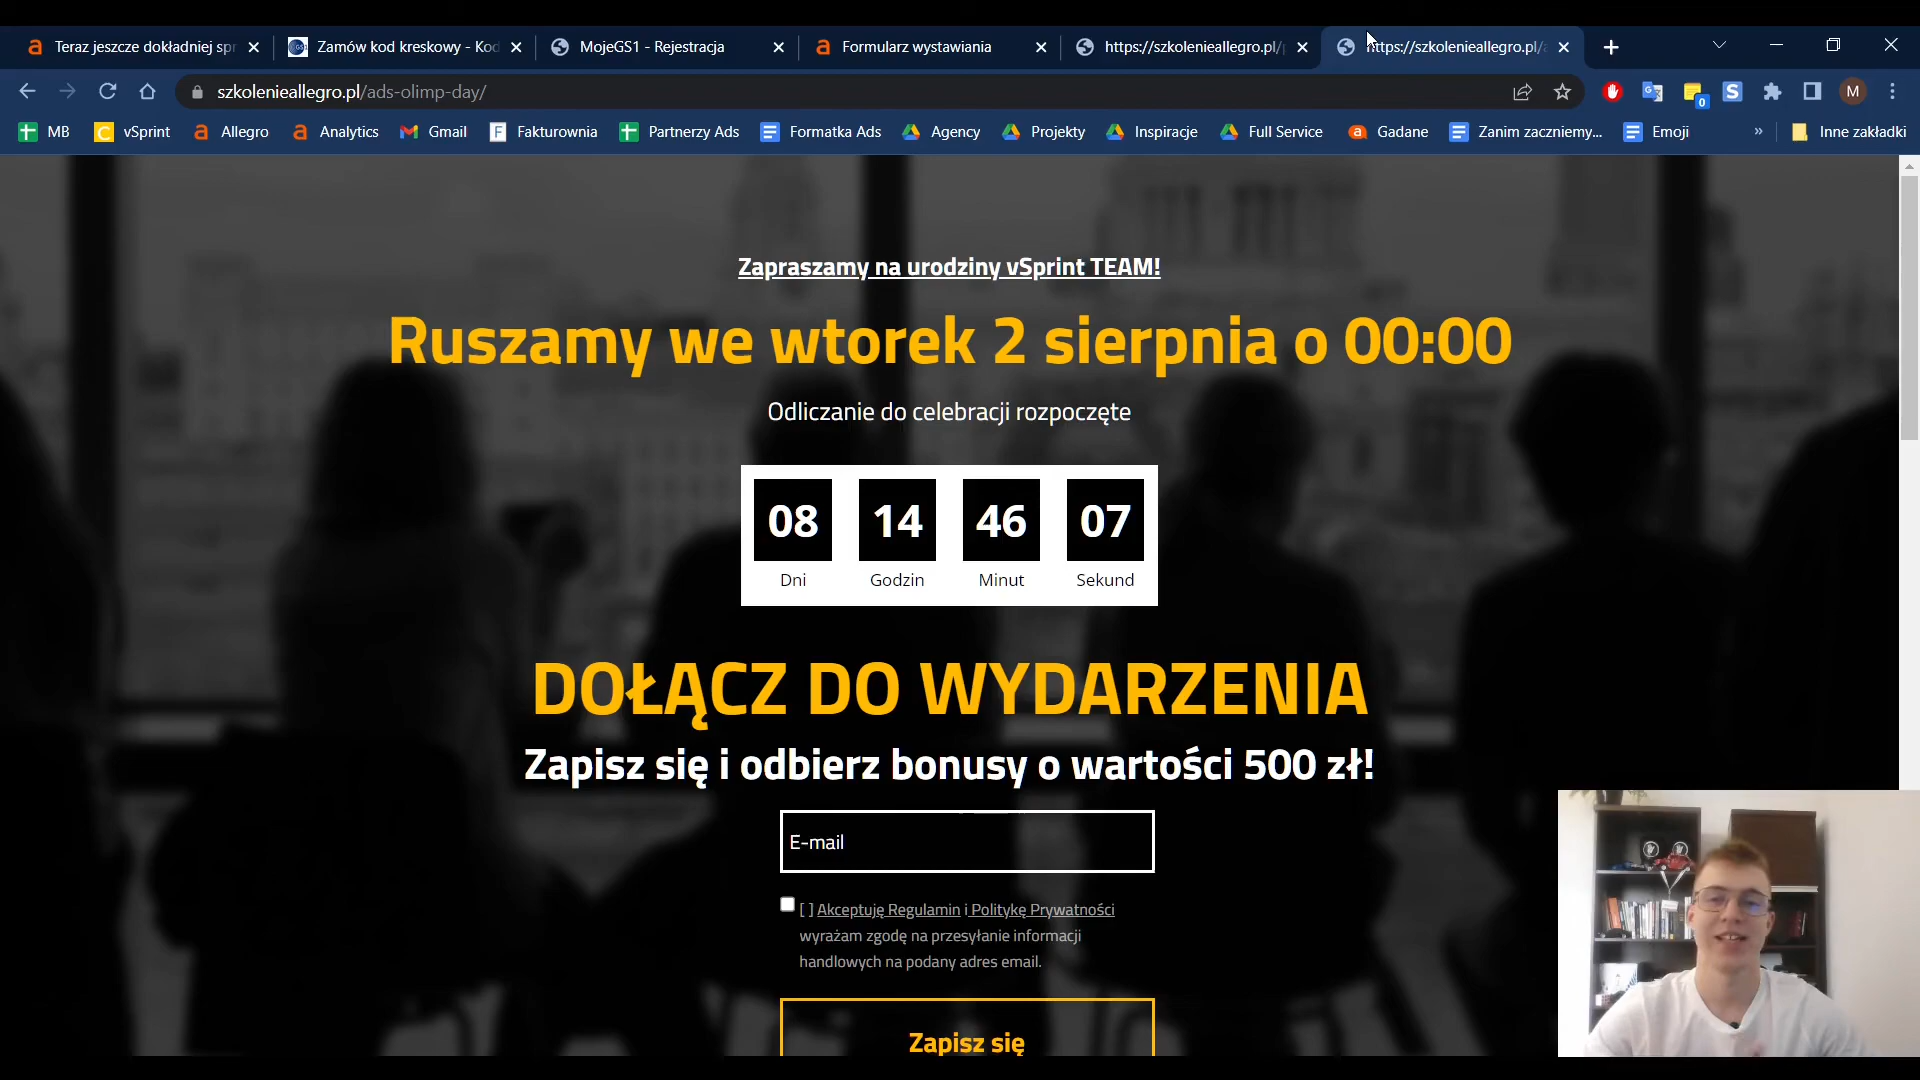 Teraz jeszcze dokładniej spr
Zamów kod kreskowy - Kod
MojeGS1 - Rejestracja
Formularz wystawiania
https://szkolenieallegro.pl/p
https://szkolenieallegro.pl/a
szkolenieallegro.pl/ads-olimp-day/
0
M
MB
vSprint
Allegro
Analytics
Gmail
Fakturownia
Partnerzy Ads
Formatka Ads
Agency
Projekty
Inspiracje
Full Service
Gadane
Zanim zaczniemy...
Emoji
»
Inne zakładki
Zapraszamy na urodziny vSprint TEAM!
Ruszamy we wtorek 2 sierpnia o 00:00
Odliczanie do celebracji rozpoczęte
08 14 46 07
Dni Godzin Minut Sekund
DOŁĄCZ DO WYDARZENIA
Zapisz się i odbierz bonusy o wartości 500 zł!
E-mail
[ ] Akceptuję Regulamin i Politykę Prywatności
wyrażam zgodę na przesyłanie informacji
handlowych na podany adres email.
Zapisz się